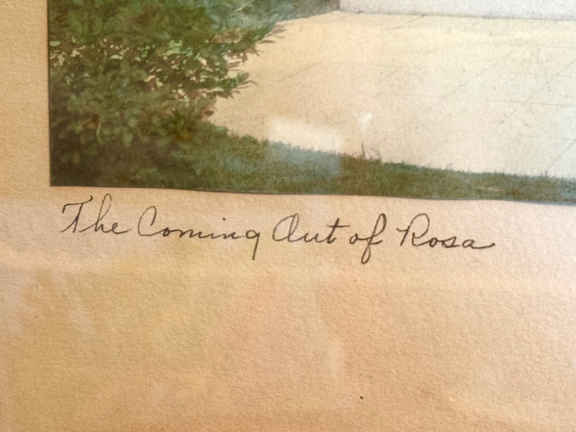 The Coming Out of Rosa